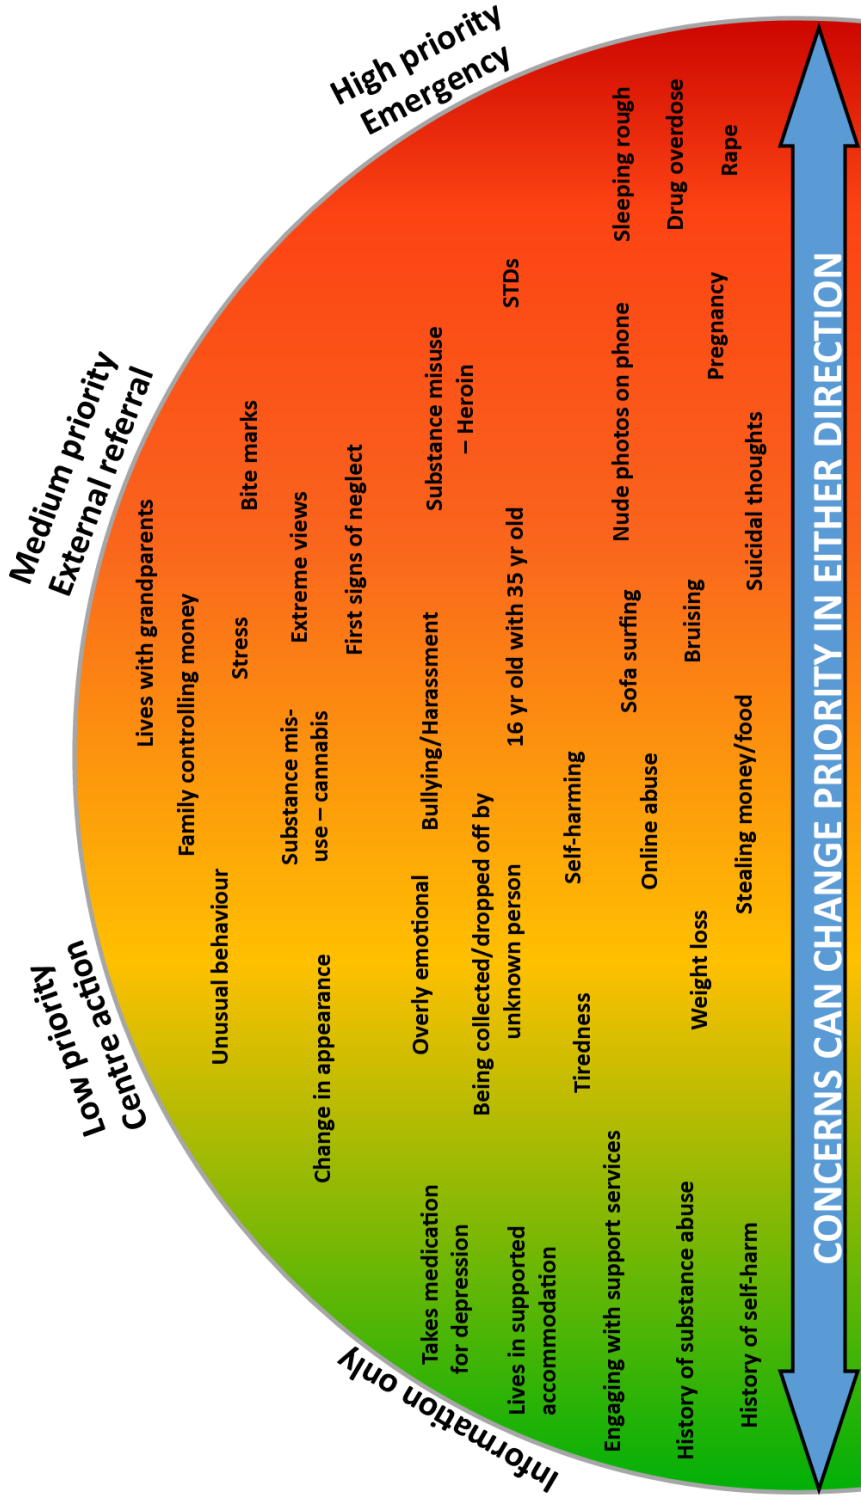 Information only
Low priority
Centre action
Medium priority
External referral
High priority
Emergency
Takes medication
for depression
Lives in supported
accommodation
Engaging with support services
History of substance abuse
History of self-harm
Unusual behaviour
Change in appearance
Overly emotional
Being collected/dropped off by
unknown person
Tiredness
Weight loss
Lives with grandparents
Family controlling money
Stress
Substance mis-
use – cannabis
Bite marks
Extreme views
First signs of neglect
Bullying/Harassment
Substance misuse
– Heroin
16 yr old with 35 yr old
STDs
Self-harming
Online abuse
Sofa surfing
Nude photos on phone
Sleeping rough
Stealing money/food
Bruising
Suicidal thoughts
Pregnancy
Drug overdose
Rape
CONCERNS CAN CHANGE PRIORITY IN EITHER DIRECTION